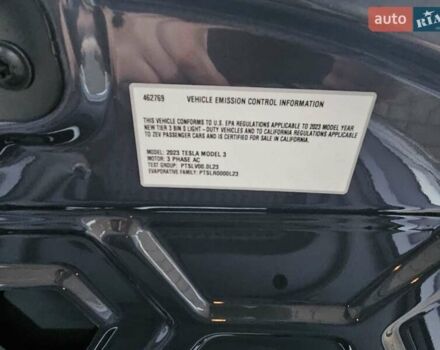 AUTO RIA
462769 VEHICLE EMISSION CONTROL INFORMATION
THIS VEHICLE CONFORMS TO U.S. EPA REGULATIONS APPLICABLE TO 2023 MODEL YEAR
NEW TIER 3 BIN 0 LIGHT - DUTY VEHICLES AND TO CALIFORNIA REGULATIONS APPLICABLE
TO ZEV PASSENGER CARS AND IS CERTIFIED FOR SALE IN CALIFORNIA.
MODEL: 2023 TESLA MODEL 3
MOTOR: 3 PHASE AC
TEST GROUP: PTSLV00.0L23
EVAPORATIVE FAMILY: PTSLR0000L23